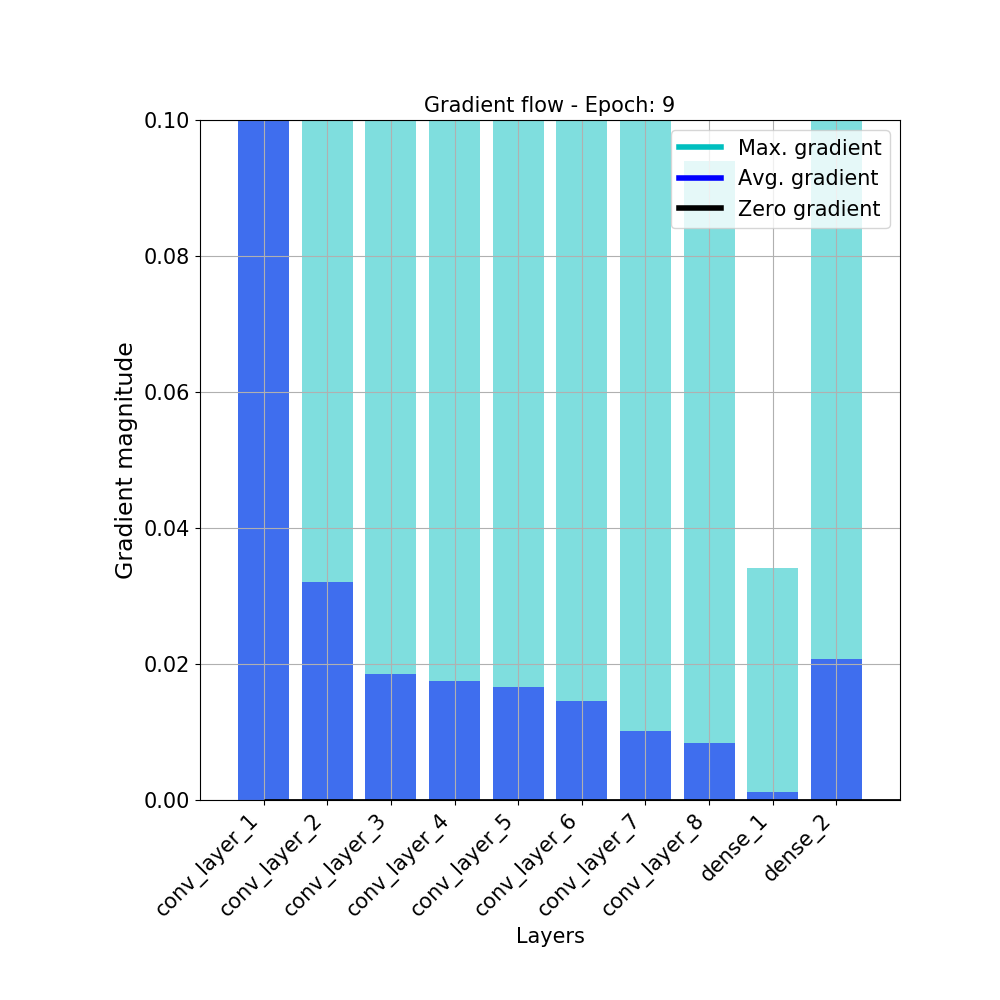 Gradient flow - Epoch: 9
0.10
0.08
0.06
0.04
0.02
0.00
Gradient magnitude
Max. gradient
Avg. gradient
Zero gradient
conv_layer_1
conv_layer_2
conv_layer_3
conv_layer_4
conv_layer_5
conv_layer_6
conv_layer_7
conv_layer_8
dense_1
dense_2
Layers